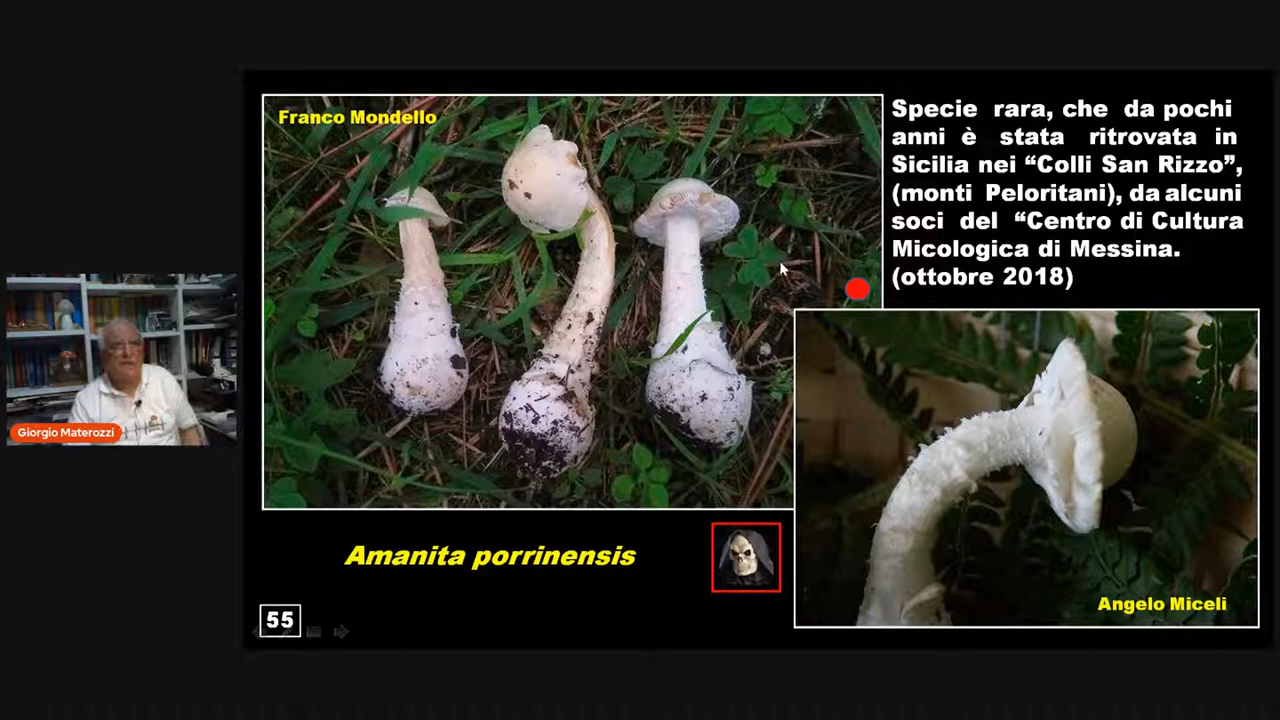 Franco Mondello
Specie rara, che da pochi
anni è stata ritrovata in
Sicilia nei “Colli San Rizzo”,
(monti Peloritani), da alcuni
soci del “Centro di Cultura
Micologica di Messina.
(ottobre 2018)
Giorgio Materozzi
Amanita porrinensis
Angelo Miceli
55